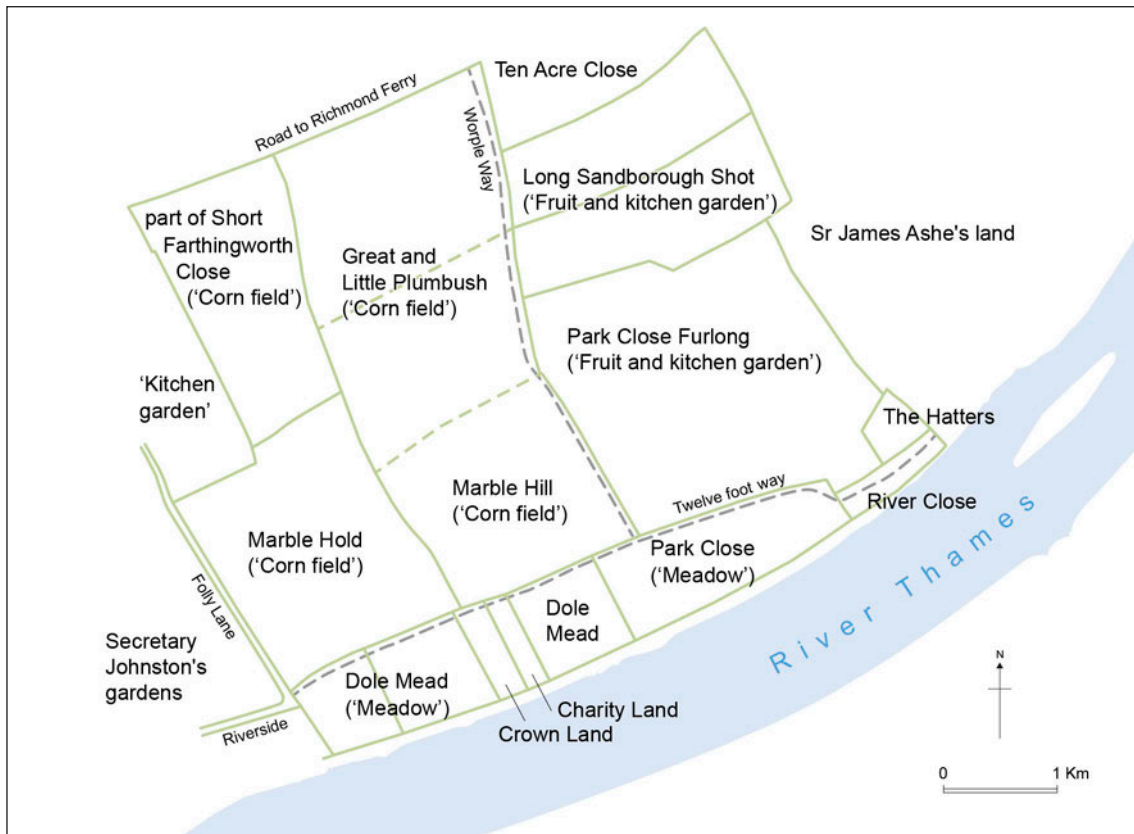 Ten Acre Close
Road to Richmond Ferry
Worple Way
Long Sandborough Shot
(‘Fruit and kitchen garden’)
part of Short
Farthingworth
Close
(‘Corn field’)
Great and
Little Plumbush
(‘Corn field’)
Sr James Ashe's land
Park Close Furlong
(‘Fruit and kitchen garden’)
‘Kitchen
garden’
The Hatters
Marble Hill
(‘Corn field’)
Twelve foot way
River Close
Marble Hold
(‘Corn field’)
Park Close
(‘Meadow’)
River Thames
Folly Lane
Dole
Mead
Secretary
Johnston's
gardens
Dole Mead
(‘Meadow’)
Riverside
Charity Land
Crown Land
N
0 1 Km